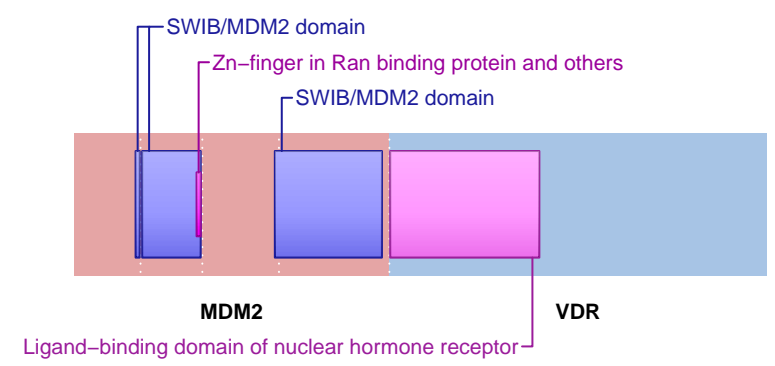 SWIB/MDM2 domain
Zn−finger in Ran binding protein and others
SWIB/MDM2 domain
MDM2 VDR
Ligand−binding domain of nuclear hormone receptor